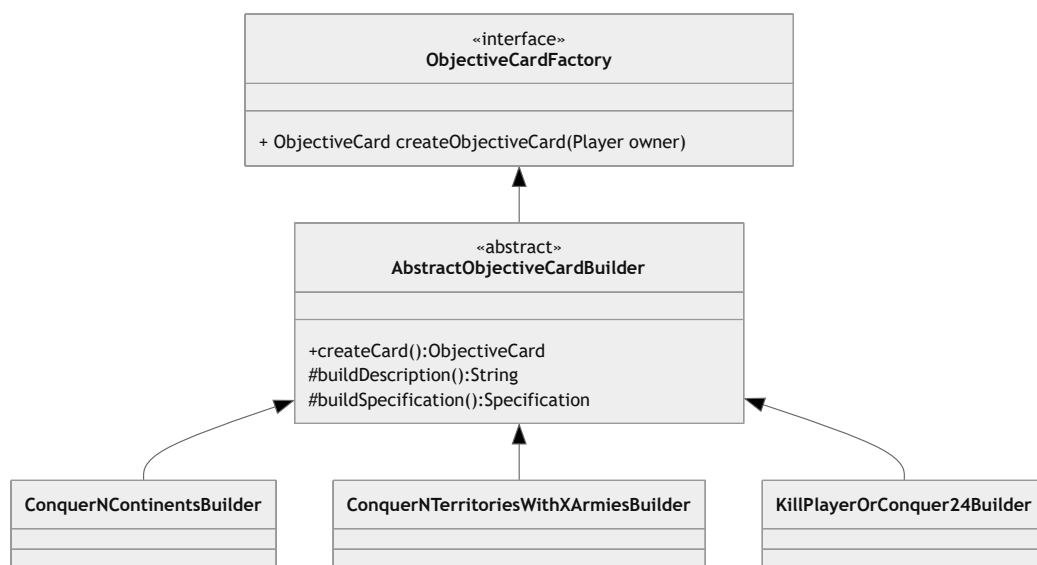 «interface»
ObjectiveCardFactory
+ ObjectiveCard createObjectiveCard(Player owner)
«abstract»
AbstractObjectiveCardBuilder
+createCard():ObjectiveCard
#buildDescription():String
#buildSpecification():Specification
ConquerNContinentsBuilder
ConquerNTerritoriesWithXArmiesBuilder
KillPlayerOrConquer24Builder